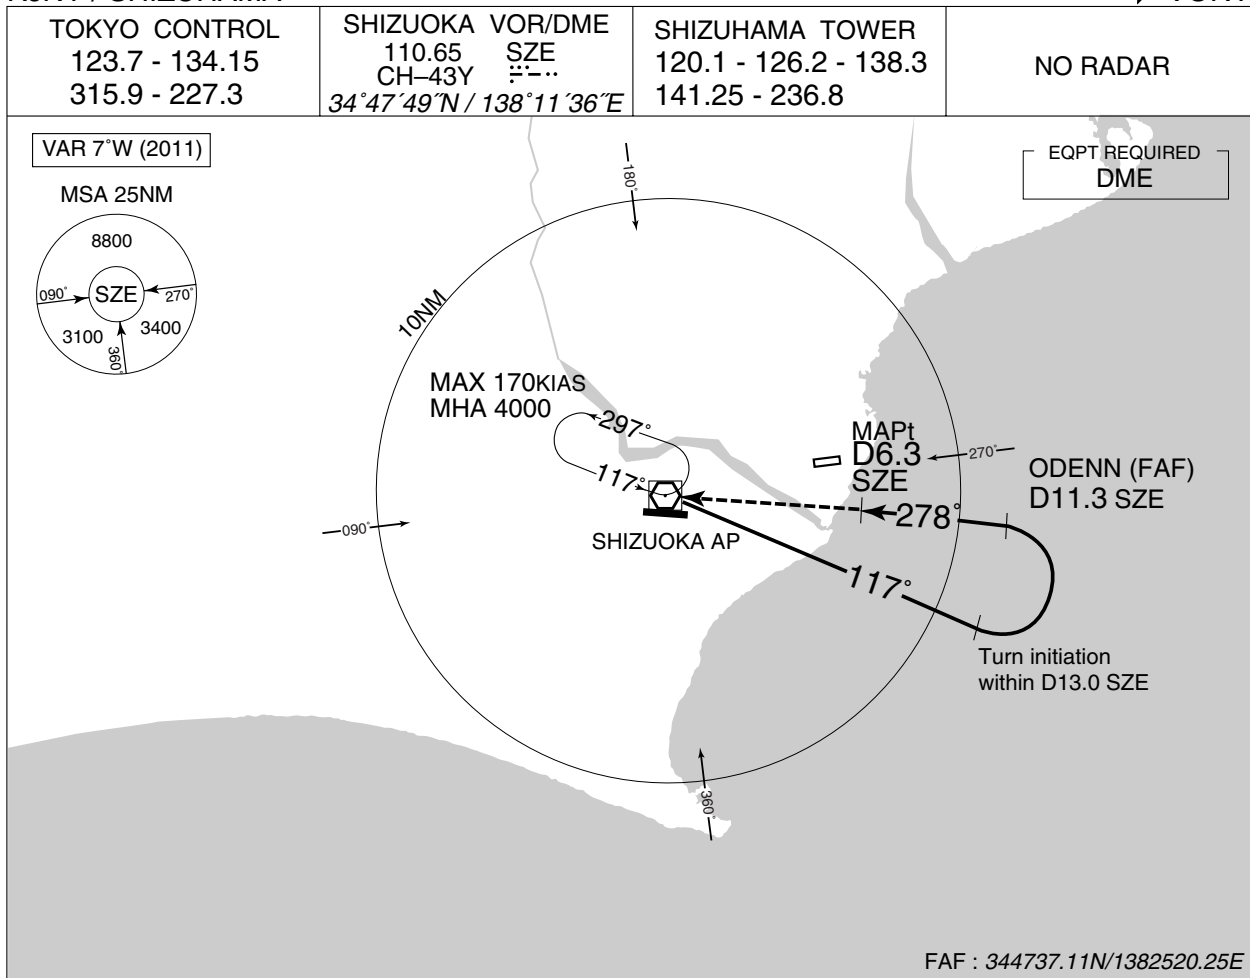 TOKYO CONTROL
123.7 - 134.15
315.9 - 227.3
SHIZUOKA VOR/DME
110.65 SZE
CH–43Y
34°47´49˝N / 138°11´36˝E
SHIZUHAMA TOWER
120.1 - 126.2 - 138.3
141.25 - 236.8
NO RADAR
VAR 7°W (2011)
MSA 25NM
8800
090°
SZE
270°
3100
3400
360°
EQPT REQUIRED
DME
180°
10NM
MAX 170KIAS
MHA 4000
297°
117°
MAPt
D6.3
SZE
270°
ODENN (FAF)
D11.3 SZE
278°
090°
SHIZUOKA AP
117°
Turn initiation
within D13.0 SZE
360°
FAF : 344737.11N/1382520.25E